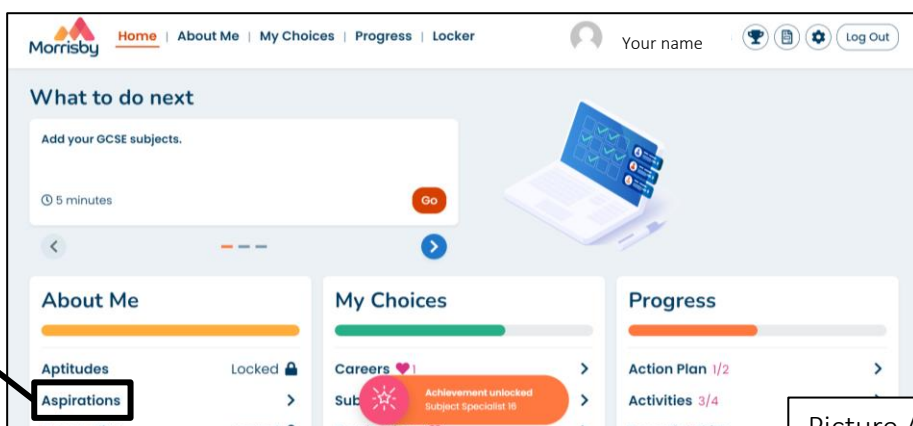 Morrisby Home | About Me | My Choices | Progress | Locker Your name Log Out
What to do next
Add your GCSE subjects.
5 minutes Go
About Me
Aptitudes Locked
Aspirations
My Choices
Careers 1
Sub
Achievement unlocked
Subject Specialist 16
Progress
Action Plan 1/2
Activities 3/4
Picture